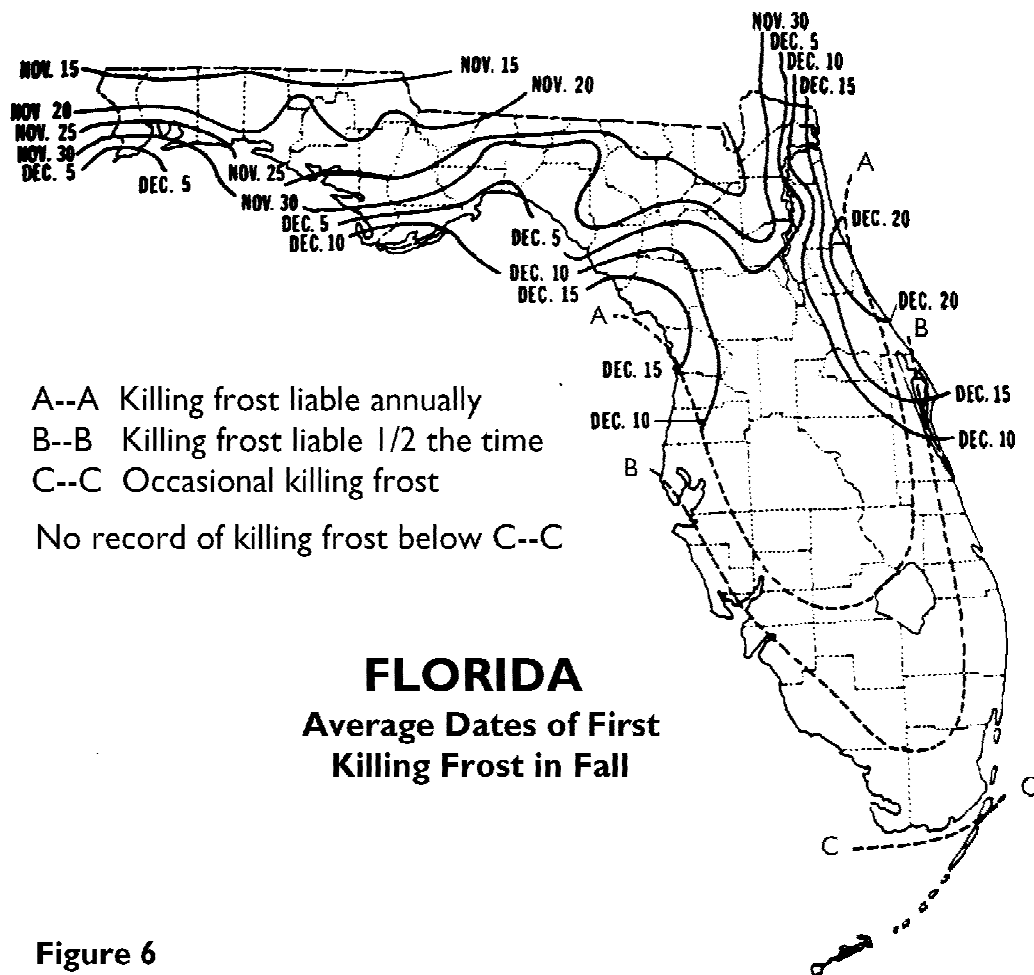 NOV. 30
DEC. 5
DEC. 10
DEC. 15
NOV. 15
NOV. 15
NOV. 20
NOV 20
NOV. 25
NOV. 30
DEC. 5
DEC. 5
NOV. 25
NOV. 30
DEC. 5
DEC. 10
DEC. 5
DEC. 10
DEC. 15
A
DEC. 20
DEC. 20
B
A
DEC. 15
DEC. 10
DEC. 15
DEC. 10
B
A--A Killing frost liable annually
B--B Killing frost liable 1/2 the time
C--C Occasional killing frost
No record of killing frost below C--C
FLORIDA
Average Dates of First
Killing Frost in Fall
C
C
Figure 6